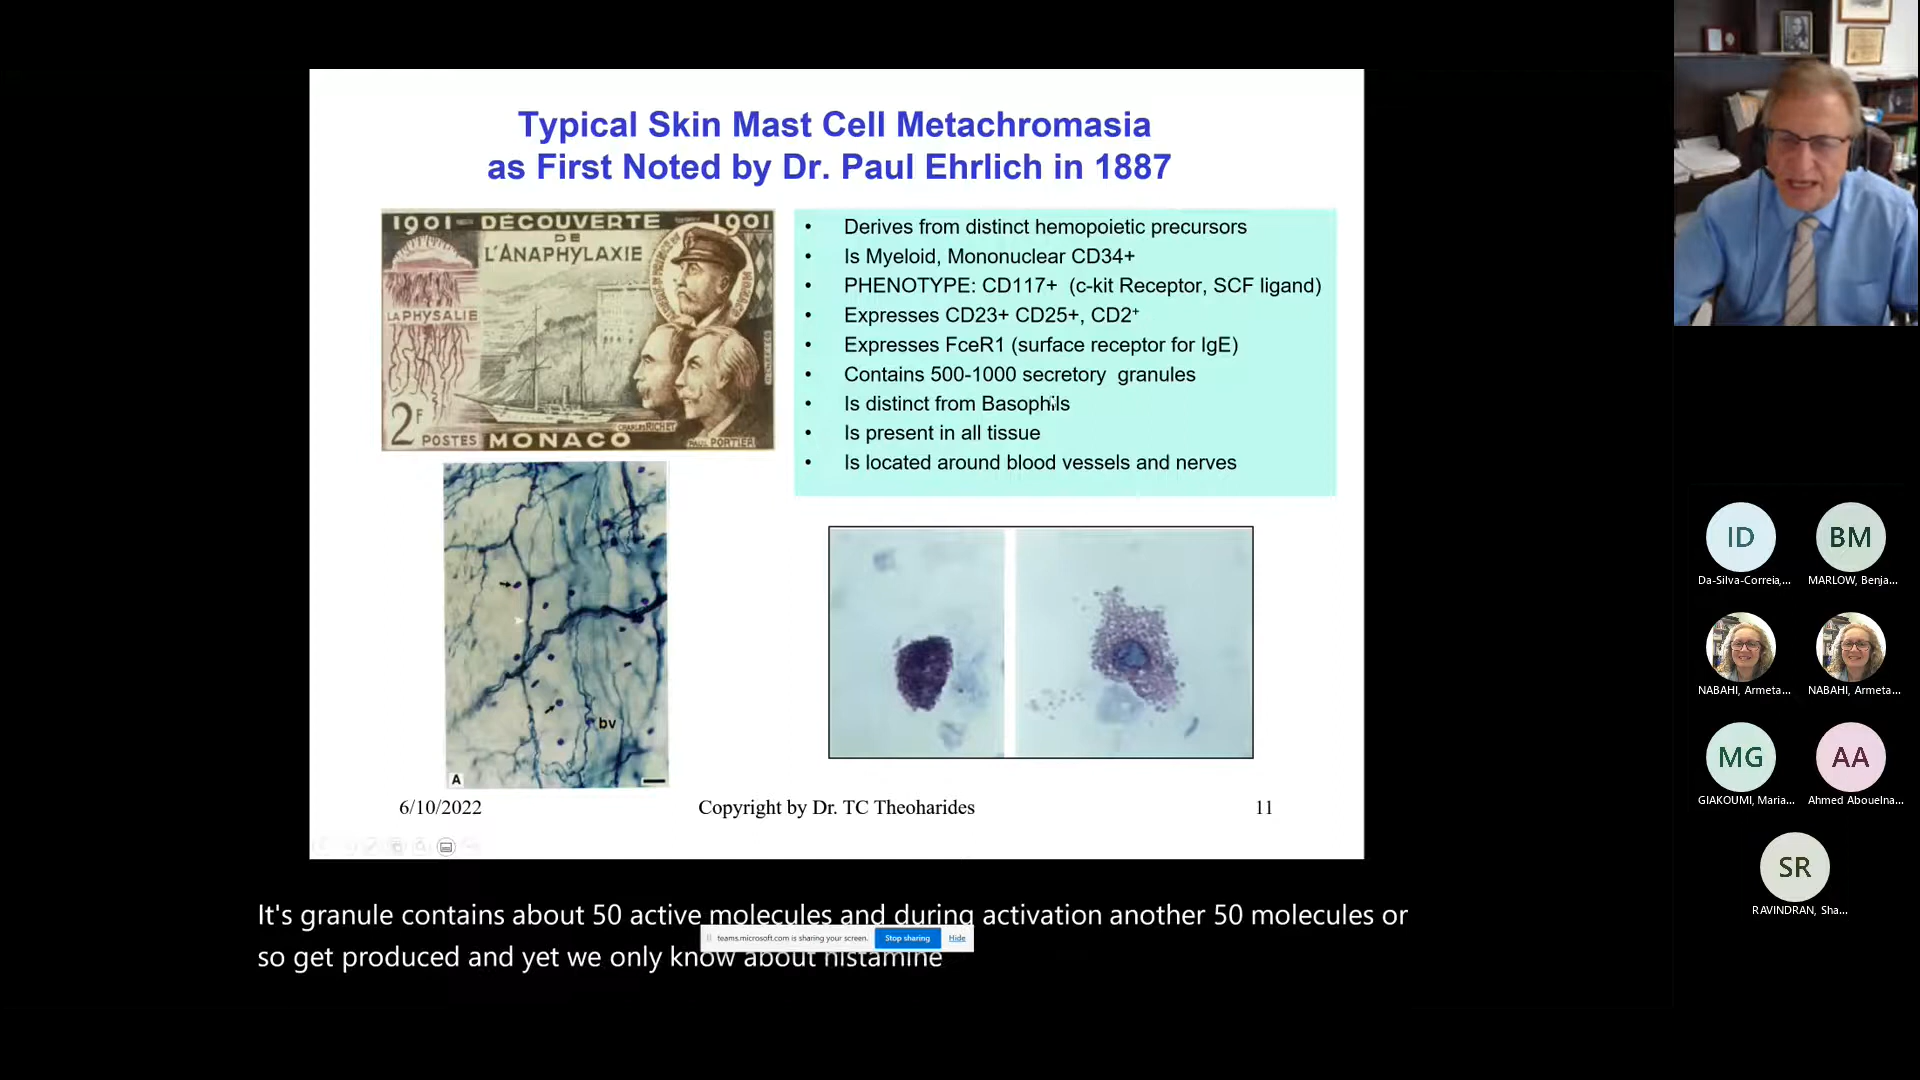 Typical Skin Mast Cell Metachromasia
as First Noted by Dr. Paul Ehrlich in 1887
1901 DÉCOUVERTE 1901
DE
L'ANAPHYLAXIE
LA PHYSALIE
2F
POSTES MONACO
CHARLES RICHET
PAUL PORTIER
• Derives from distinct hemopoietic precursors
• Is Myeloid, Mononuclear CD34+
• PHENOTYPE: CD117+ (c-kit Receptor, SCF ligand)
• Expresses CD23+ CD25+, CD2+
• Expresses FceR1 (surface receptor for IgE)
• Contains 500-1000 secretory granules
• Is distinct from Basophils
• Is present in all tissue
• Is located around blood vessels and nerves
bv
A
6/10/2022 Copyright by Dr. TC Theoharides 11
It's granule contains about 50 active molecules and during activation another 50 molecules or
so get produced and yet we only know about histamine
teams.microsoft.com is sharing your screen. Stop sharing Hide
ID BM
Da-Silva-Correia,... MARLOW, Benja...
NABAHI, Armeta... NABAHI, Armeta...
MG AA
GIAKOUMI, Maria... Ahmed Abouelna...
SR
RAVINDRAN, Sha...